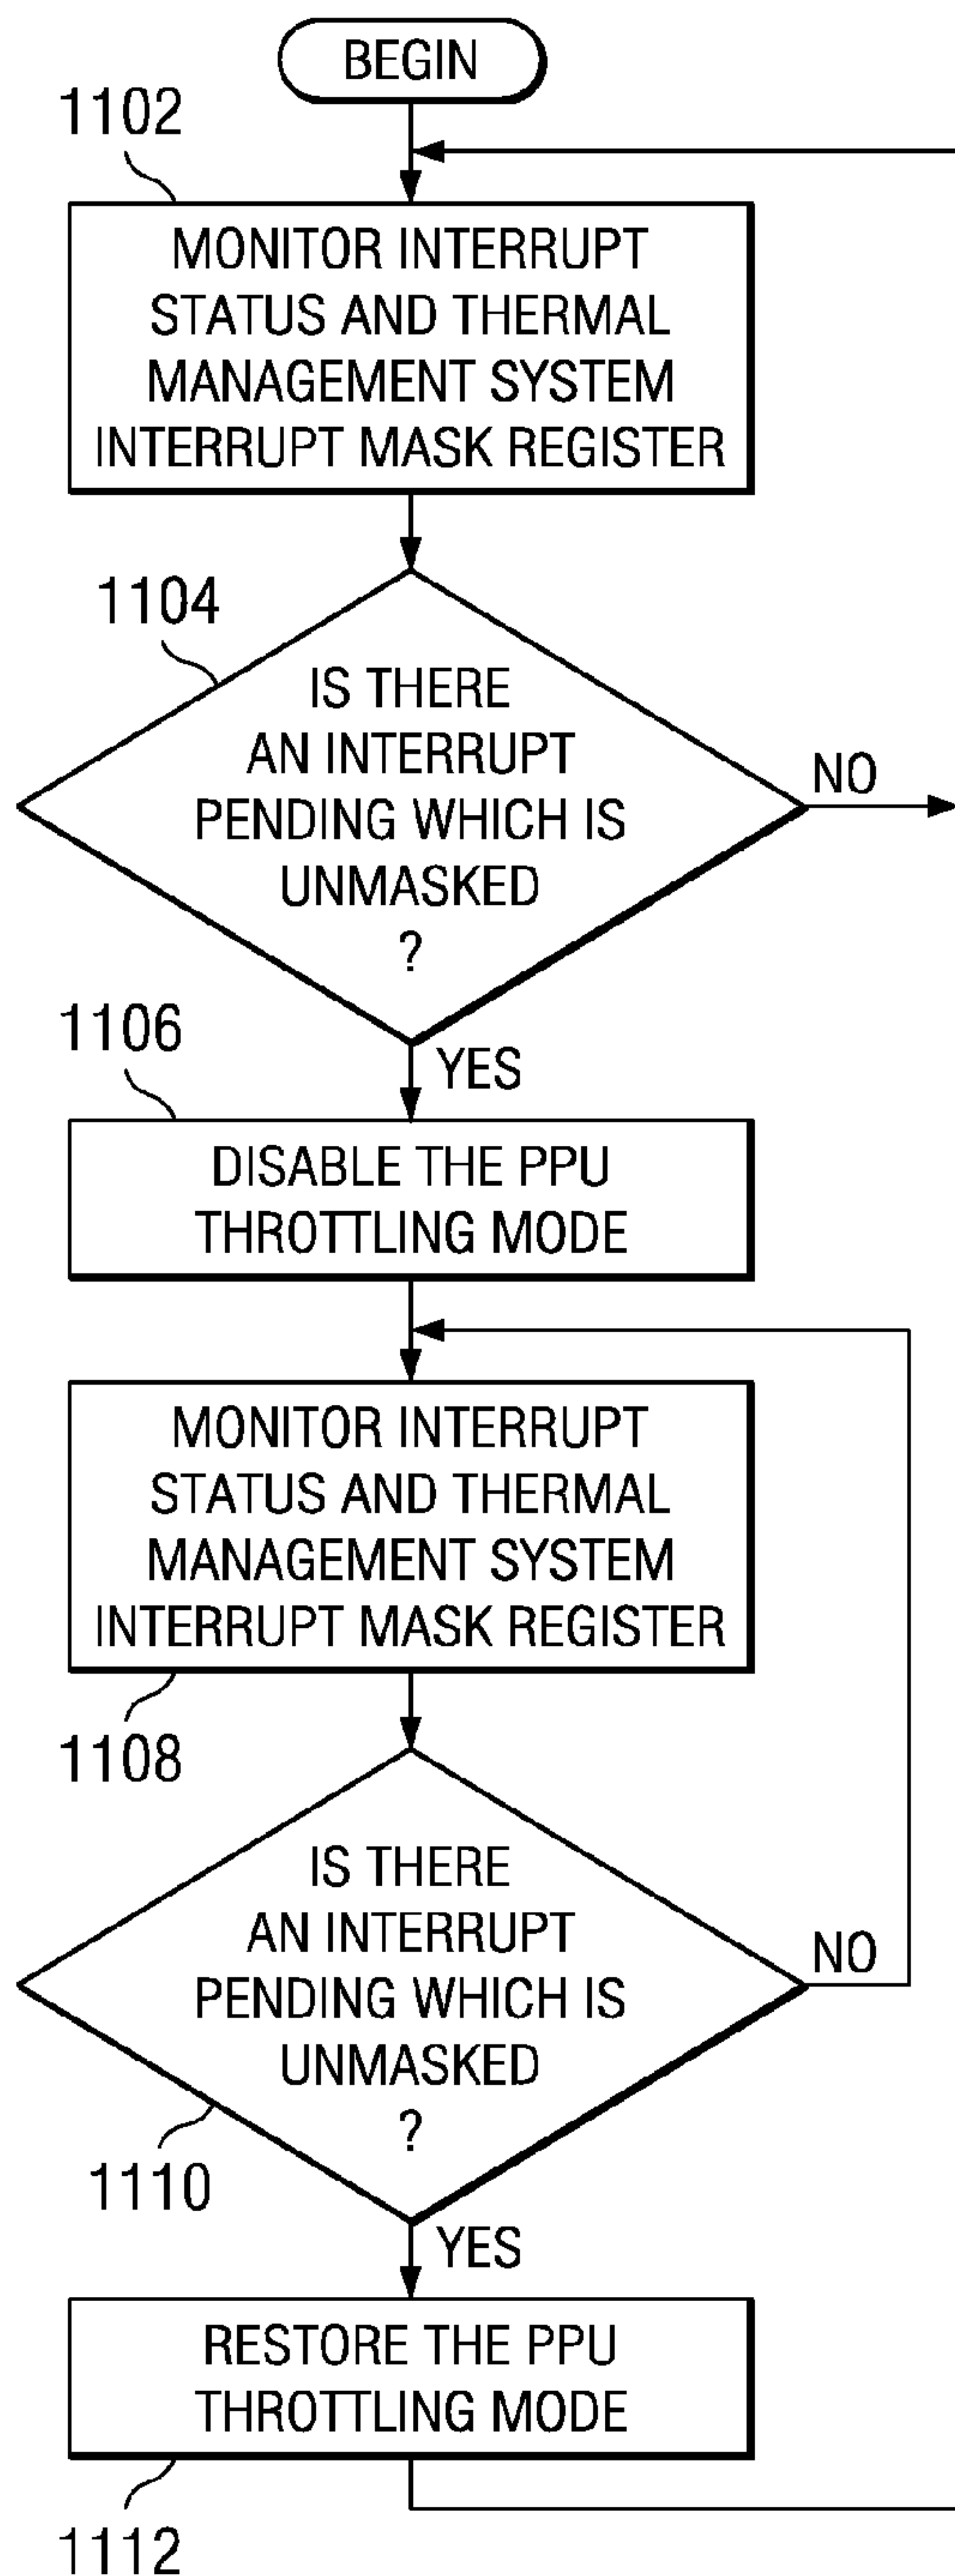 BEGIN
1102
MONITOR INTERRUPT
STATUS AND THERMAL
MANAGEMENT SYSTEM
INTERRUPT MASK REGISTER
1104
IS THERE
AN INTERRUPT
PENDING WHICH IS
UNMASKED
?
NO
YES
1106
DISABLE THE PPU
THROTTLING MODE
MONITOR INTERRUPT
STATUS AND THERMAL
MANAGEMENT SYSTEM
INTERRUPT MASK REGISTER
1108
IS THERE
AN INTERRUPT
PENDING WHICH IS
UNMASKED
?
NO
1110
YES
RESTORE THE PPU
THROTTLING MODE
1112